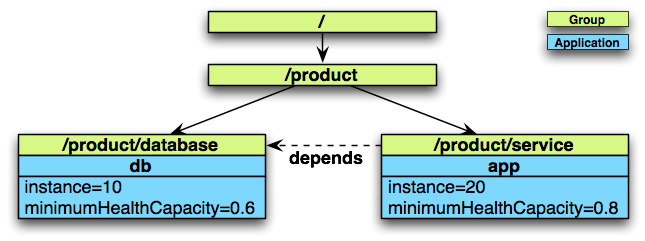 /
Group
Application
/product
/product/database
db
instance=10
minimumHealthCapacity=0.6
depends
/product/service
app
instance=20
minimumHealthCapacity=0.8